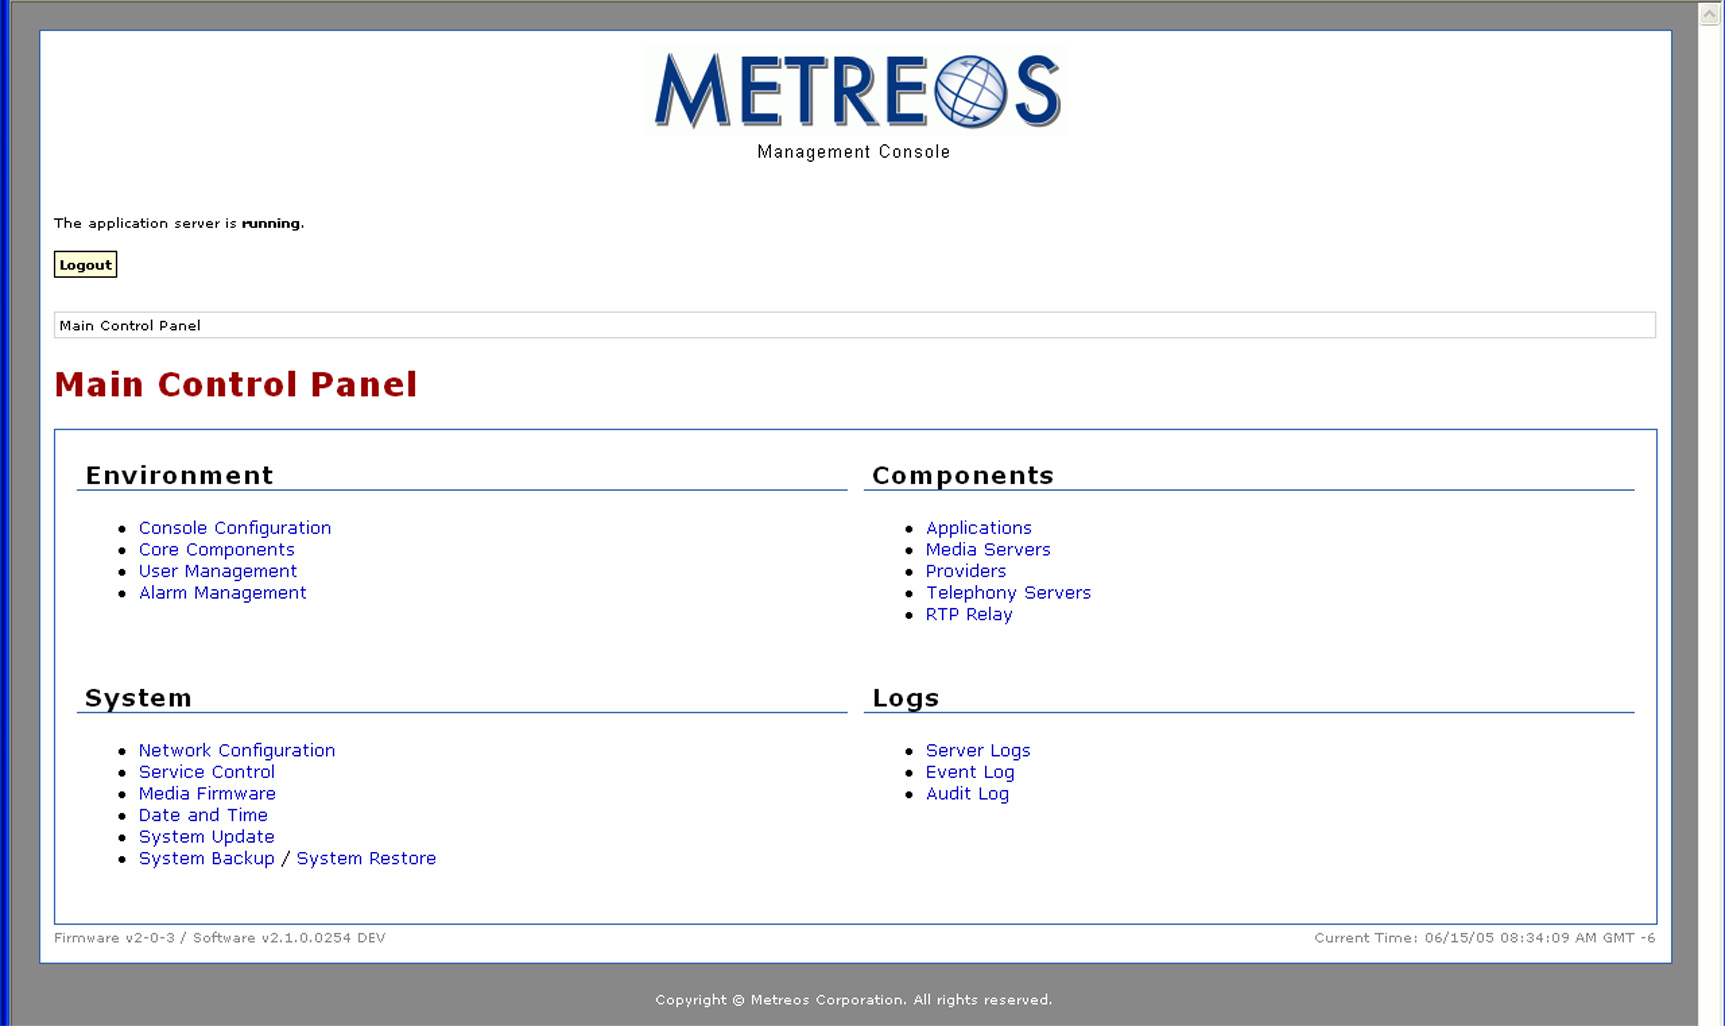 METREOS
Management Console
The application server is running.
Logout
Main Control Panel
Main Control Panel
Environment
Console Configuration
Core Components
User Management
Alarm Management
Components
Applications
Media Servers
Providers
Telephony Servers
RTP Relay
System
Network Configuration
Service Control
Media Firmware
Date and Time
System Update
System Backup / System Restore
Logs
Server Logs
Event Log
Audit Log
Firmware v2-0-3 / Software v2.1.0.0254 DEV
Current Time: 06/15/05 08:34:09 AM GMT -6
Copyright © Metreos Corporation. All rights reserved.